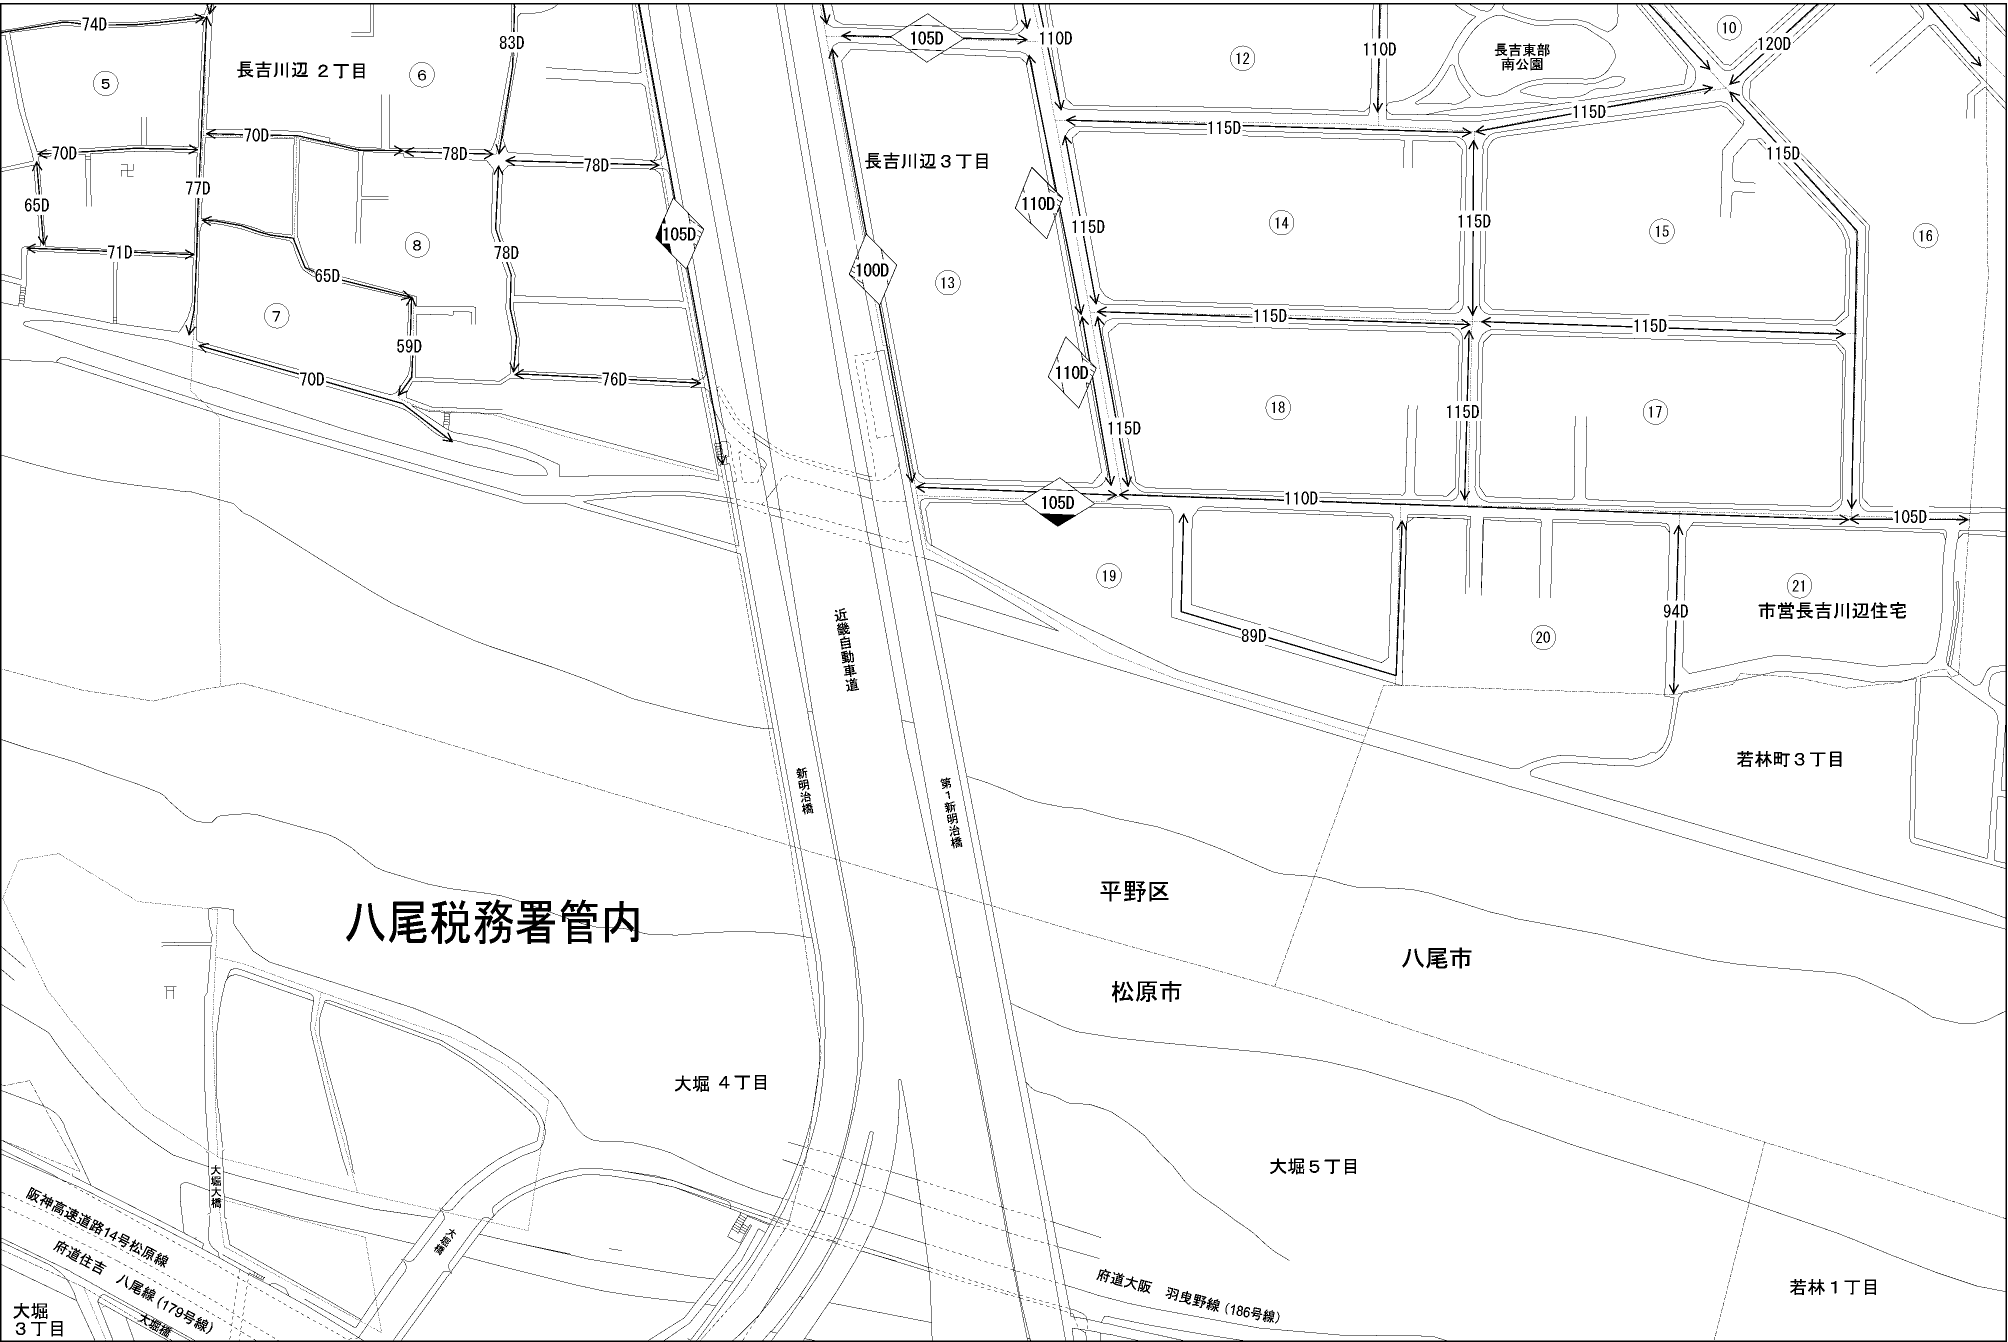 74D
83D
105D
110D
110D
120D
10
12
長吉東部
南公園
5
長吉川辺 2丁目
6
70D
70D
78D
78D
卍
77D
65D
71D
8
78D
65D
7
59D
70D
76D
105D
100D
長吉川辺3丁目
13
110D
110D
115D
115D
115D
115D
14
115D
15
16
115D
115D
115D
18
115D
17
115D
105D
110D
105D
19
89D
20
94D
21
市営長吉川辺住宅
近畿自動車道
新明治橋
第1新明治橋
若林町3丁目
平野区
八尾市
松原市
八尾税務署管内
大堀 4丁目
大堀5丁目
若林1丁目
大堀大橋
大堀橋
阪神高速道路14号松原線
府道住吉 八尾線(179号線)
大堀橋
大堀
3丁目
府道大阪 羽曳野線(186号線)